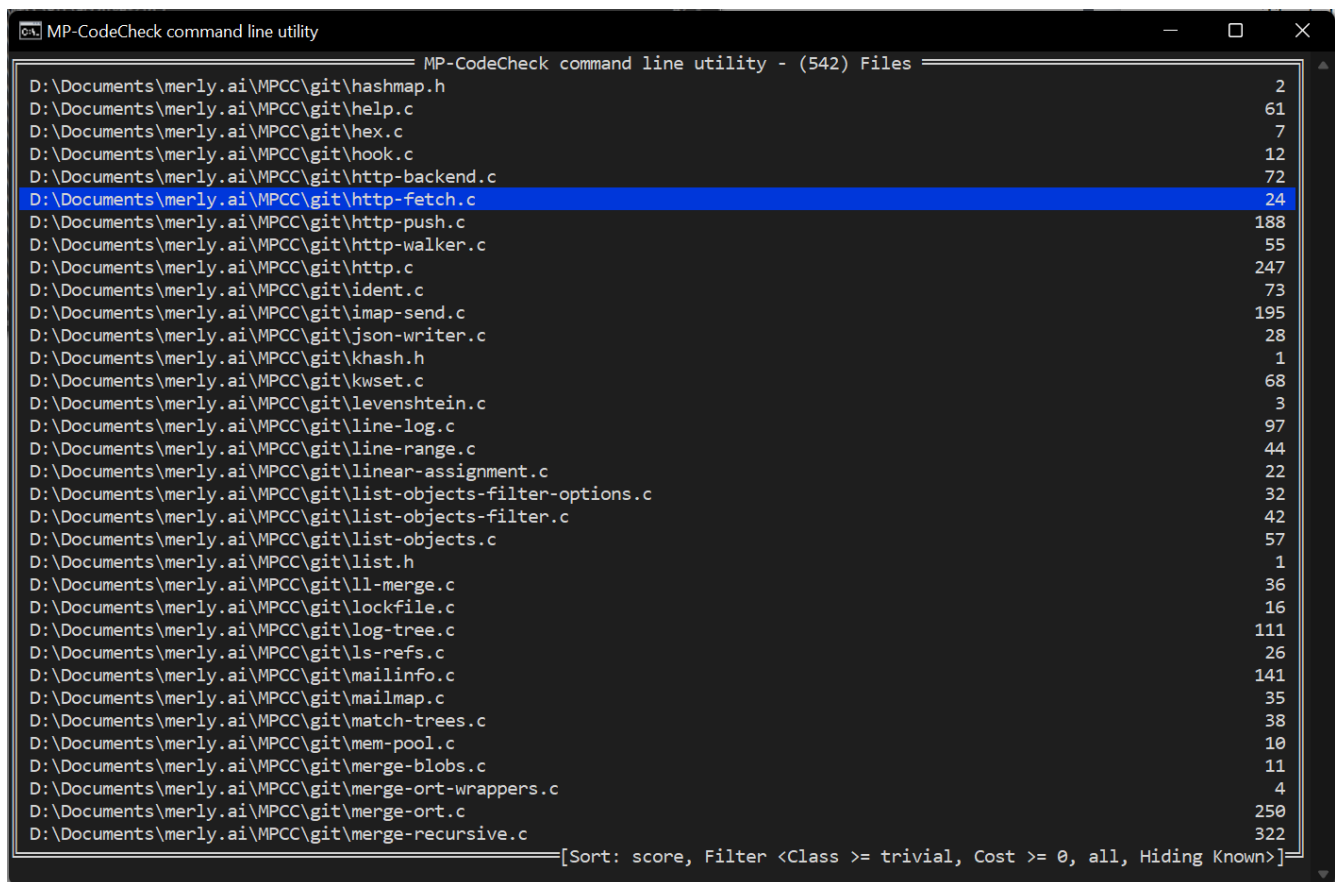 MP-CodeCheck command line utility
MP-CodeCheck command line utility - (542) Files
D:\Documents\merly.ai\MPCC\git\hashmap.h 2
D:\Documents\merly.ai\MPCC\git\help.c 61
D:\Documents\merly.ai\MPCC\git\hex.c 7
D:\Documents\merly.ai\MPCC\git\hook.c 12
D:\Documents\merly.ai\MPCC\git\http-backend.c 72
D:\Documents\merly.ai\MPCC\git\http-fetch.c 24
D:\Documents\merly.ai\MPCC\git\http-push.c 188
D:\Documents\merly.ai\MPCC\git\http-walker.c 55
D:\Documents\merly.ai\MPCC\git\http.c 247
D:\Documents\merly.ai\MPCC\git\ident.c 73
D:\Documents\merly.ai\MPCC\git\imap-send.c 195
D:\Documents\merly.ai\MPCC\git\json-writer.c 28
D:\Documents\merly.ai\MPCC\git\khash.h 1
D:\Documents\merly.ai\MPCC\git\kwset.c 68
D:\Documents\merly.ai\MPCC\git\levenshtein.c 3
D:\Documents\merly.ai\MPCC\git\line-log.c 97
D:\Documents\merly.ai\MPCC\git\line-range.c 44
D:\Documents\merly.ai\MPCC\git\linear-assignment.c 22
D:\Documents\merly.ai\MPCC\git\list-objects-filter-options.c 32
D:\Documents\merly.ai\MPCC\git\list-objects-filter.c 42
D:\Documents\merly.ai\MPCC\git\list-objects.c 57
D:\Documents\merly.ai\MPCC\git\list.h 1
D:\Documents\merly.ai\MPCC\git\ll-merge.c 36
D:\Documents\merly.ai\MPCC\git\lockfile.c 16
D:\Documents\merly.ai\MPCC\git\log-tree.c 111
D:\Documents\merly.ai\MPCC\git\ls-refs.c 26
D:\Documents\merly.ai\MPCC\git\mailinfo.c 141
D:\Documents\merly.ai\MPCC\git\mailmap.c 35
D:\Documents\merly.ai\MPCC\git\match-trees.c 38
D:\Documents\merly.ai\MPCC\git\mem-pool.c 10
D:\Documents\merly.ai\MPCC\git\merge-blobs.c 11
D:\Documents\merly.ai\MPCC\git\merge-ort-wrappers.c 4
D:\Documents\merly.ai\MPCC\git\merge-ort.c 250
D:\Documents\merly.ai\MPCC\git\merge-recursive.c 322
[Sort: score, Filter <Class >= trivial, Cost >= 0, all, Hiding Known>]